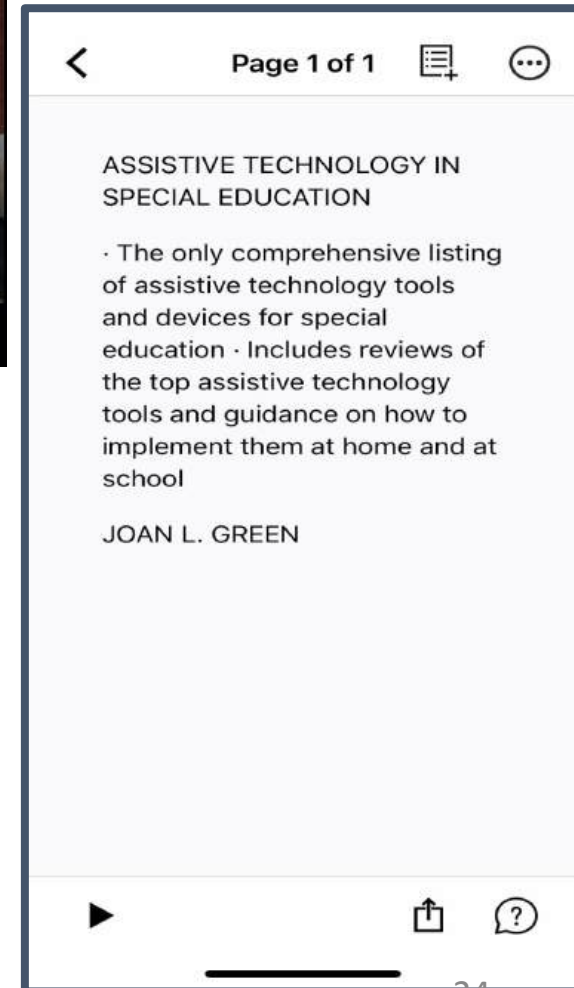 Page 1 of 1
ASSISTIVE TECHNOLOGY IN
SPECIAL EDUCATION
· The only comprehensive listing
of assistive technology tools
and devices for special
education · Includes reviews of
the top assistive technology
tools and guidance on how to
implement them at home and at
school
JOAN L. GREEN
?